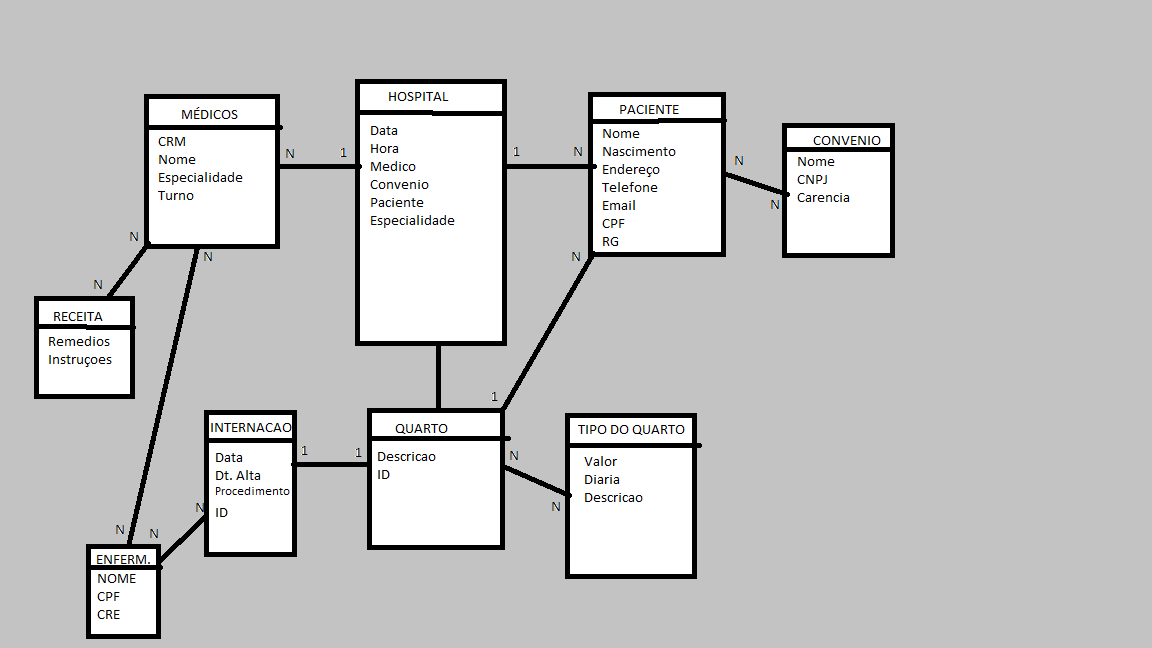 MÉDICOS
CRM
Nome
Especialidade
Turno
N
1
HOSPITAL
Data
Hora
Medico
Convenio
Paciente
Especialidade
1
N
PACIENTE
Nome
Nascimento
Endereço
Telefone
Email
CPF
RG
N
N
CONVENIO
Nome
CNPJ
Carencia
N
N
N
N
RECEITA
Remedios
Instruçoes
1
INTERNACAO
Data
Dt. Alta
Procedimento
ID
1
1
QUARTO
Descricao
ID
N
N
TIPO DO QUARTO
Valor
Diaria
Descricao
N
N
N
ENFERM.
NOME
CPF
CRE